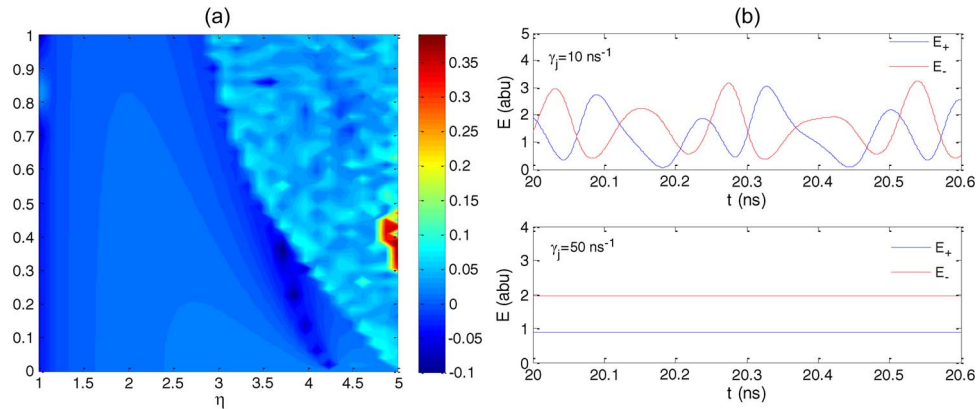 (a)
1
0.9
0.8
0.7
0.6
0.5
0.4
0.3
0.2
0.1
0
1 1.5 2 2.5 3 3.5 4 4.5 5
η
0.35
0.3
0.25
0.2
0.15
0.1
0.05
0
-0.05
-0.1
(b)
5
4
3
2
1
0
E (abu)
γj=10 ns-1
E+
E-
20 20.1 20.2 20.3 20.4 20.5 20.6
t (ns)
4
3
2
1
0
E (abu)
γj=50 ns-1
E+
E-
20 20.1 20.2 20.3 20.4 20.5 20.6
t (ns)